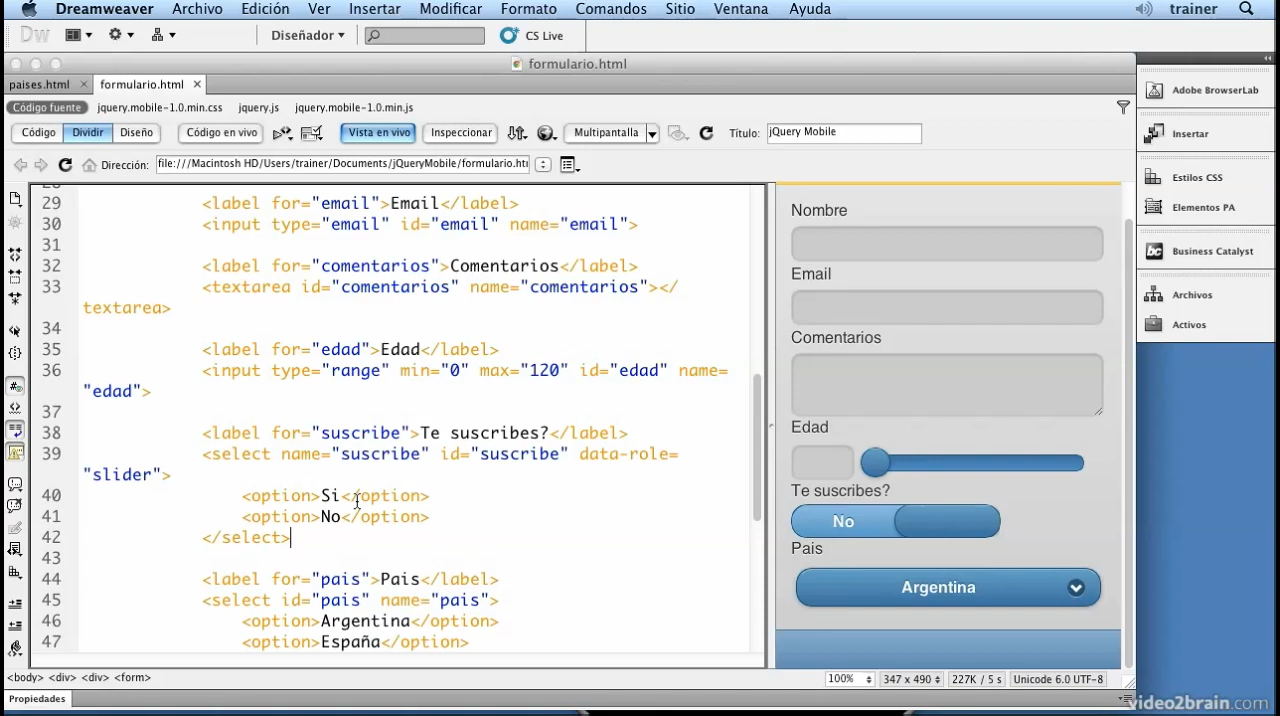 Dreamweaver Archivo Edición Ver Insertar Modificar Formato Comandos Sitio Ventana Ayuda trainer
Dw Diseñador CS Live
formulario.html
paises.html formulario.html
Código fuente jquery.mobile-1.0.min.css jquery.js jquery.mobile-1.0.min.js
Código Dividir Diseño Código en vivo Vista en vivo Inspeccionar Multipantalla Título: jQuery Mobile
Dirección: file:///Macintosh HD/Users/trainer/Documents/jQueryMobile/formulario.htm
29 <label for="email">Email</label>
30 <input type="email" id="email" name="email">
31
32 <label for="comentarios">Comentarios</label>
33 <textarea id="comentarios" name="comentarios"></
textarea>
34
35 <label for="edad">Edad</label>
36 <input type="range" min="0" max="120" id="edad" name=
"edad">
37
38 <label for="suscribe">Te suscribes?</label>
39 <select name="suscribe" id="suscribe" data-role=
"slider">
40 <option>Si</option>
41 <option>No</option>
42 </select>
43
44 <label for="pais">Pais</label>
45 <select id="pais" name="pais">
46 <option>Argentina</option>
47 <option>España</option>
Nombre
Email
Comentarios
Edad
Te suscribes?
No
Pais
Argentina
Adobe BrowserLab
Insertar
Estilos CSS
Elementos PA
bc Business Catalyst
Archivos
Activos
<body> <div> <div> <form> 100% 347 x 490 227K / 5 s Unicode 6.0 UTF-8
Propiedades
video2brain.com